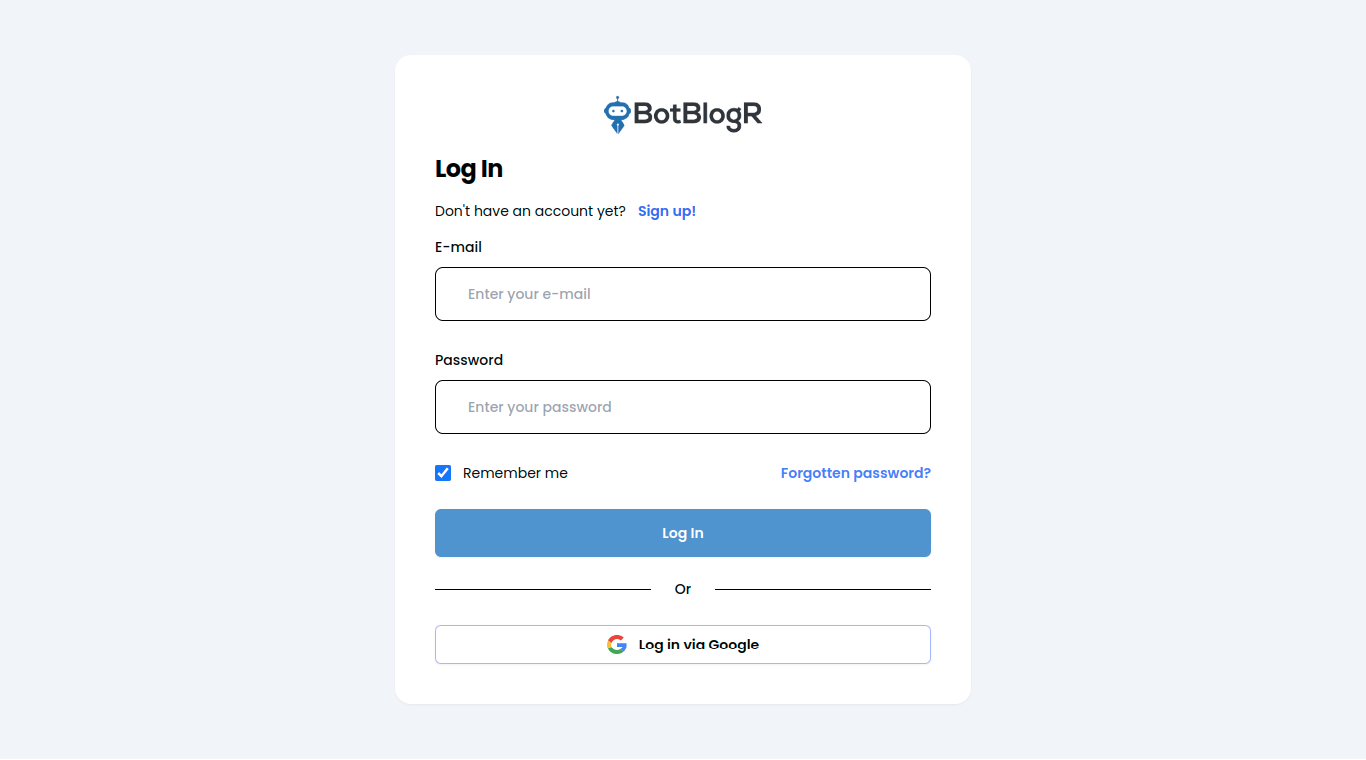 BotBlogR
Log In
Don't have an account yet? Sign up!
E-mail
Enter your e-mail
Password
Enter your password
Remember me Forgotten password?
Log In
Or
Log in via Google